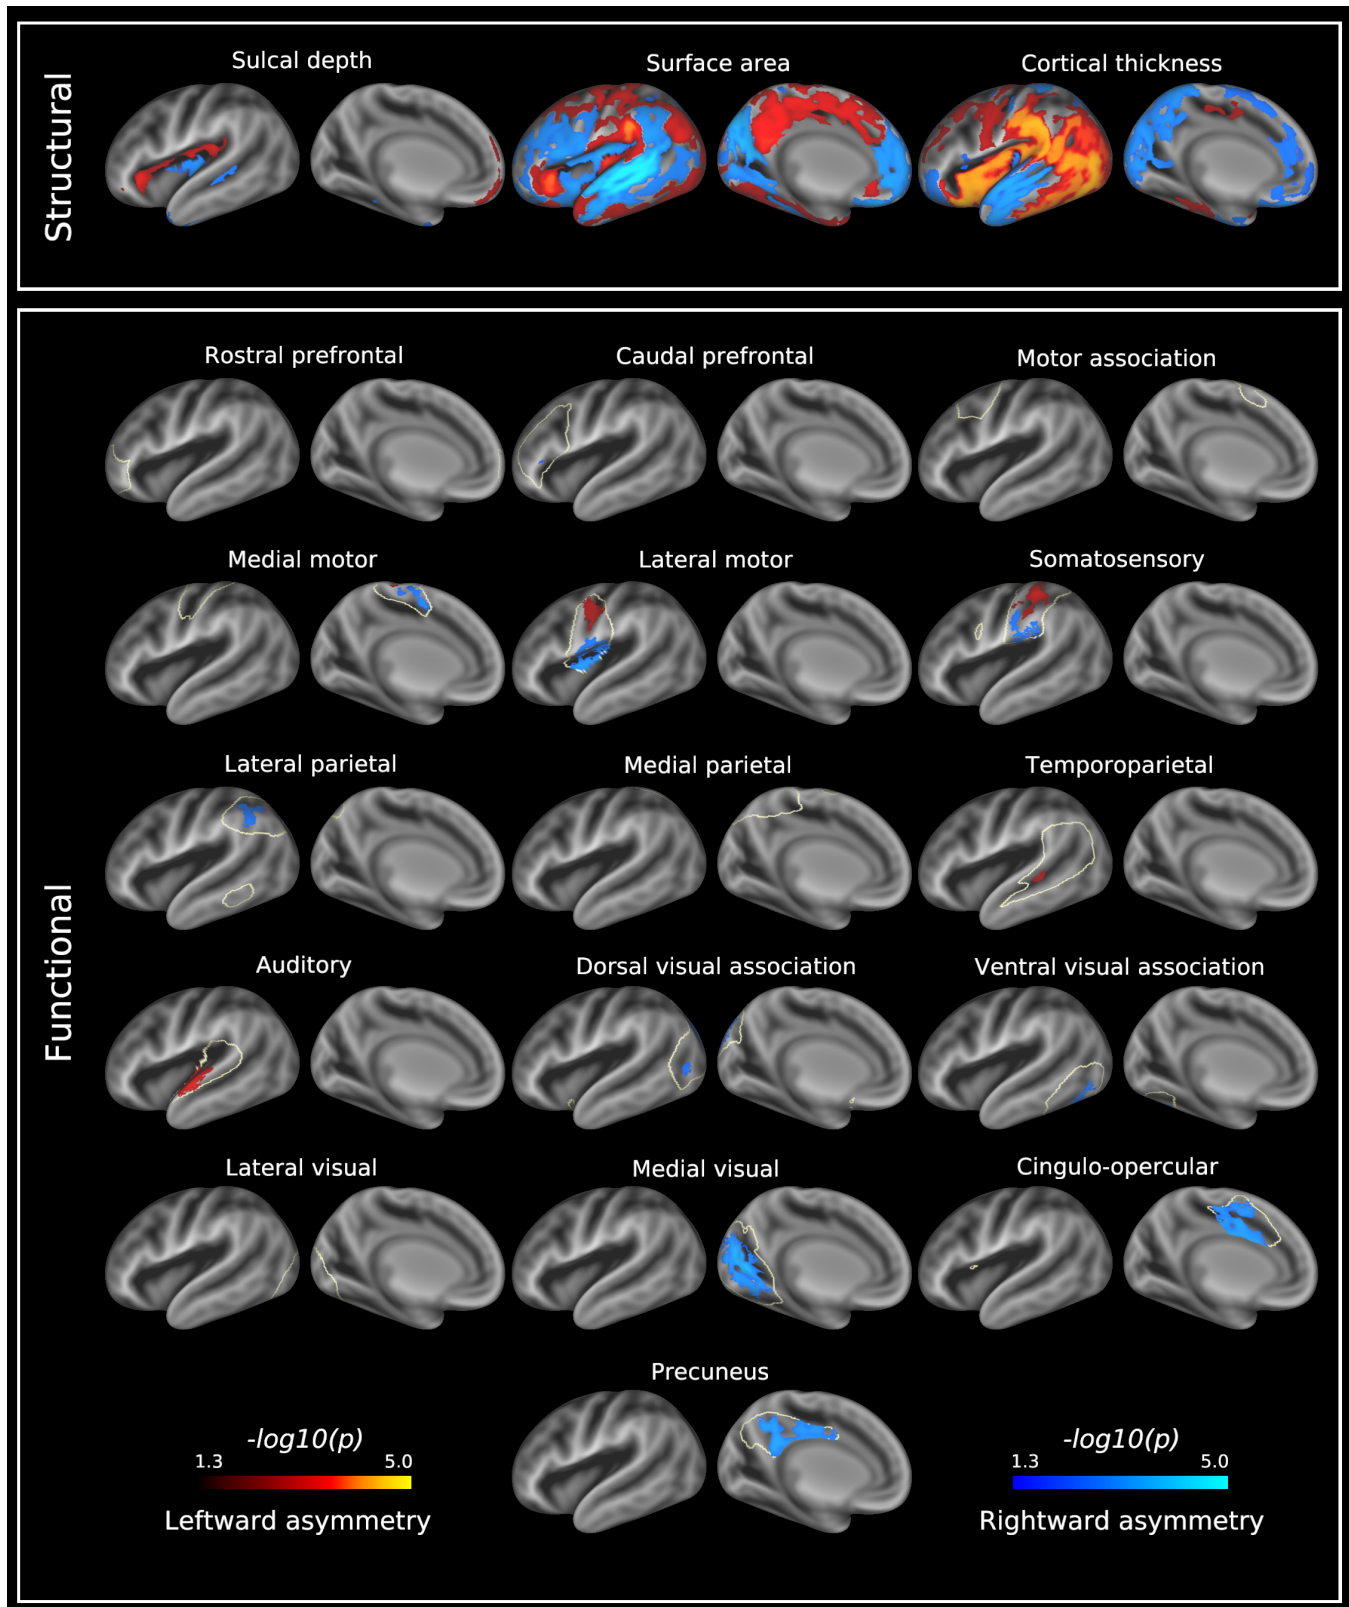 Structural
Sulcal depth
Surface area
Cortical thickness
Functional
Rostral prefrontal
Caudal prefrontal
Motor association
Medial motor
Lateral motor
Somatosensory
Lateral parietal
Medial parietal
Temporoparietal
Auditory
Dorsal visual association
Ventral visual association
Lateral visual
Medial visual
Cingulo-opercular
Precuneus
-log10(p)
1.3 5.0
Leftward asymmetry
-log10(p)
1.3 5.0
Rightward asymmetry